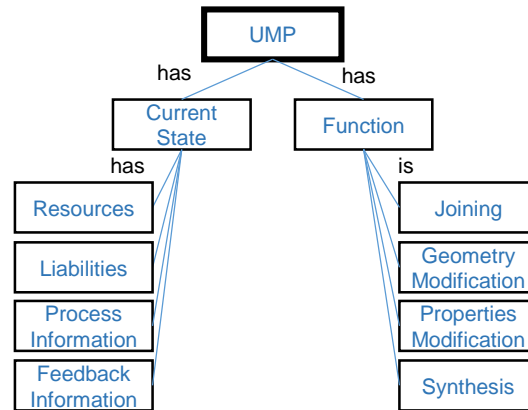 UMP
has
has
Current
State
Function
has
is
Resources
Joining
Liabilities
Geometry
Modification
Process
Information
Properties
Modification
Feedback
Information
Synthesis